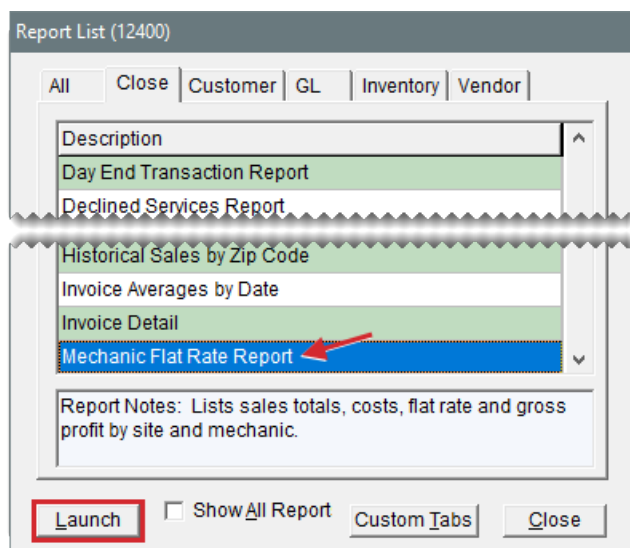 Report List (12400)
All Close Customer GL Inventory Vendor
Description
Day End Transaction Report
Declined Services Report
Historical Sales by Zip Code
Invoice Averages by Date
Invoice Detail
Mechanic Flat Rate Report
Report Notes:  Lists sales totals, costs, flat rate and gross
profit by site and mechanic.
Launch Show All Report Custom Tabs Close